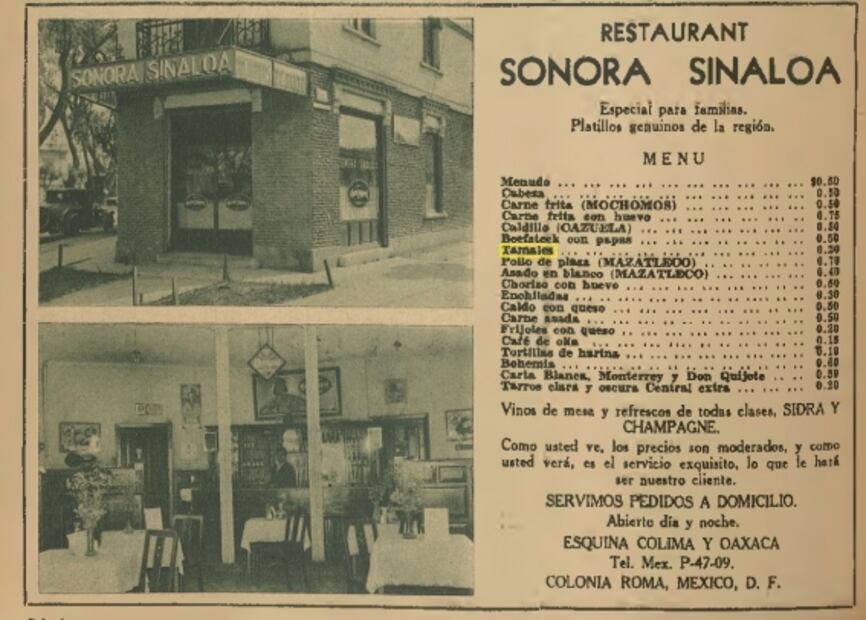 SONORA SINALOA
RESTAURANT
SONORA SINALOA
Especial para familias.
Platillos genuinos de la región.
MENU
Menudo ... $0.50
Cabeza ... 0.50
Carne frita (MOCHOMOS) ... 0.50
Carne frita con huevo ... 0.75
Caldillo (CAZUELA) ... 0.50
Beefsteek con papas ... 0.50
Tamales ... 0.20
Pollo de plaza (MAZATLECO) ... 0.70
Asado en blanco (MAZATLECO) ... 0.40
Chorizo con huevo ... 0.50
Enchiladas ... 0.30
Caldo con queso ... 0.50
Carne asada ... 0.50
Frijoles con queso ... 0.20
Café de olla ... 0.15
Tortillas de harina ... 0.10
Bohemia ... 0.60
Carta Blanca, Monterrey y Don Quijote ... 0.50
Tarros clara y oscura Central extra ... 0.20
Vinos de mesa y refrescos de todas clases, SIDRA Y
CHAMPAGNE.
Como usted ve, los precios son moderados, y como
usted verá, es el servicio exquisito, lo que le hará
ser nuestro cliente.
SERVIMOS PEDIDOS A DOMICILIO.
Abierto día y noche.
ESQUINA COLIMA Y OAXACA
Tel. Mex. P-47-09.
COLONIA ROMA, MEXICO, D. F.